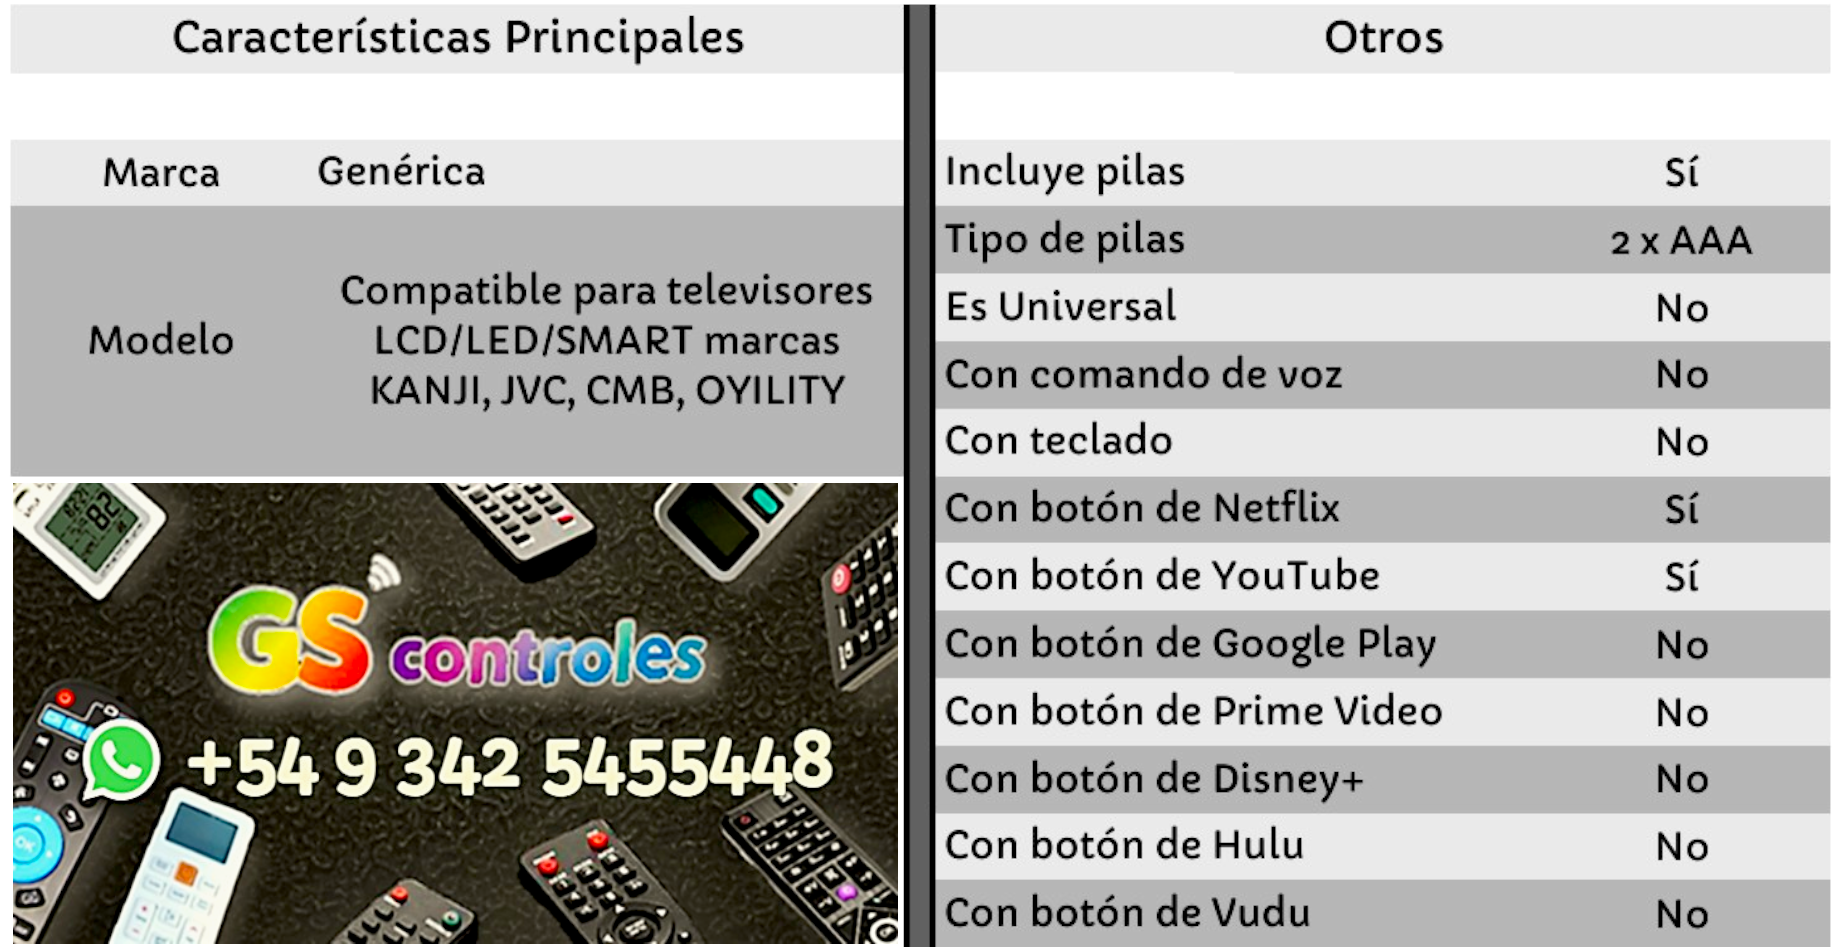 Características Principales
Marca Genérica
Modelo
Compatible para televisores
LCD/LED/SMART marcas
KANJI, JVC, CMB, OYILITY
GS controles
+54 9 342 5455448
Otros
Incluye pilas Sí
Tipo de pilas 2 x AAA
Es Universal No
Con comando de voz No
Con teclado No
Con botón de Netflix Sí
Con botón de YouTube Sí
Con botón de Google Play No
Con botón de Prime Video No
Con botón de Disney+ No
Con botón de Hulu No
Con botón de Vudu No